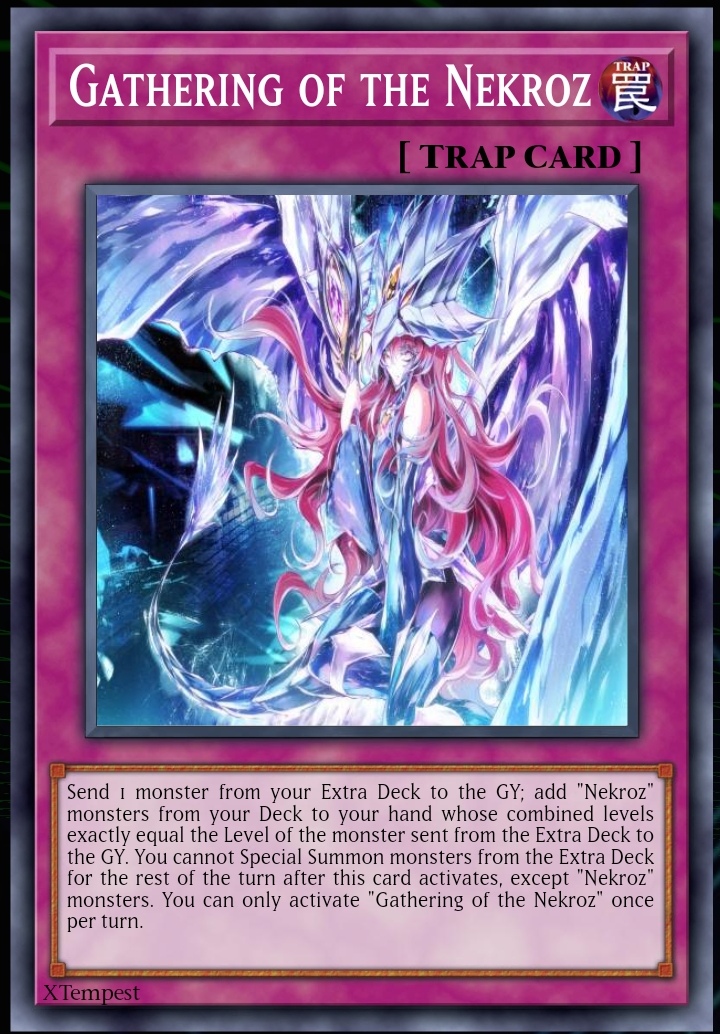 Gathering of the Nekroz
TRAP
罠
[ Trap Card ]
Send 1 monster from your Extra Deck to the GY; add "Nekroz"
monsters from your Deck to your hand whose combined levels
exactly equal the Level of the monster sent from the Extra Deck to
the GY. You cannot Special Summon monsters from the Extra Deck
for the rest of the turn after this card activates, except "Nekroz"
monsters. You can only activate "Gathering of the Nekroz" once
per turn.
XTempest